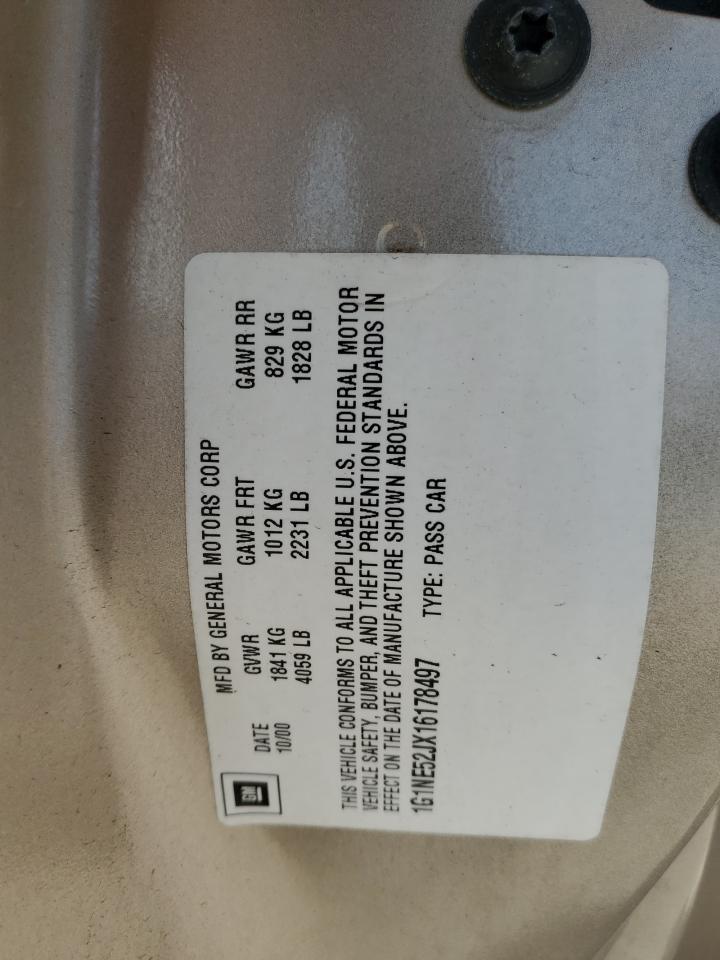 GM
MFD BY GENERAL MOTORS CORP
DATE GVWR GAWR FRT GAWR RR
10/00 1841 KG 1012 KG 829 KG
4059 LB 2231 LB 1828 LB
THIS VEHICLE CONFORMS TO ALL APPLICABLE U.S. FEDERAL MOTOR
VEHICLE SAFETY, BUMPER, AND THEFT PREVENTION STANDARDS IN
EFFECT ON THE DATE OF MANUFACTURE SHOWN ABOVE.
1G1NE52JX16178497 TYPE: PASS CAR